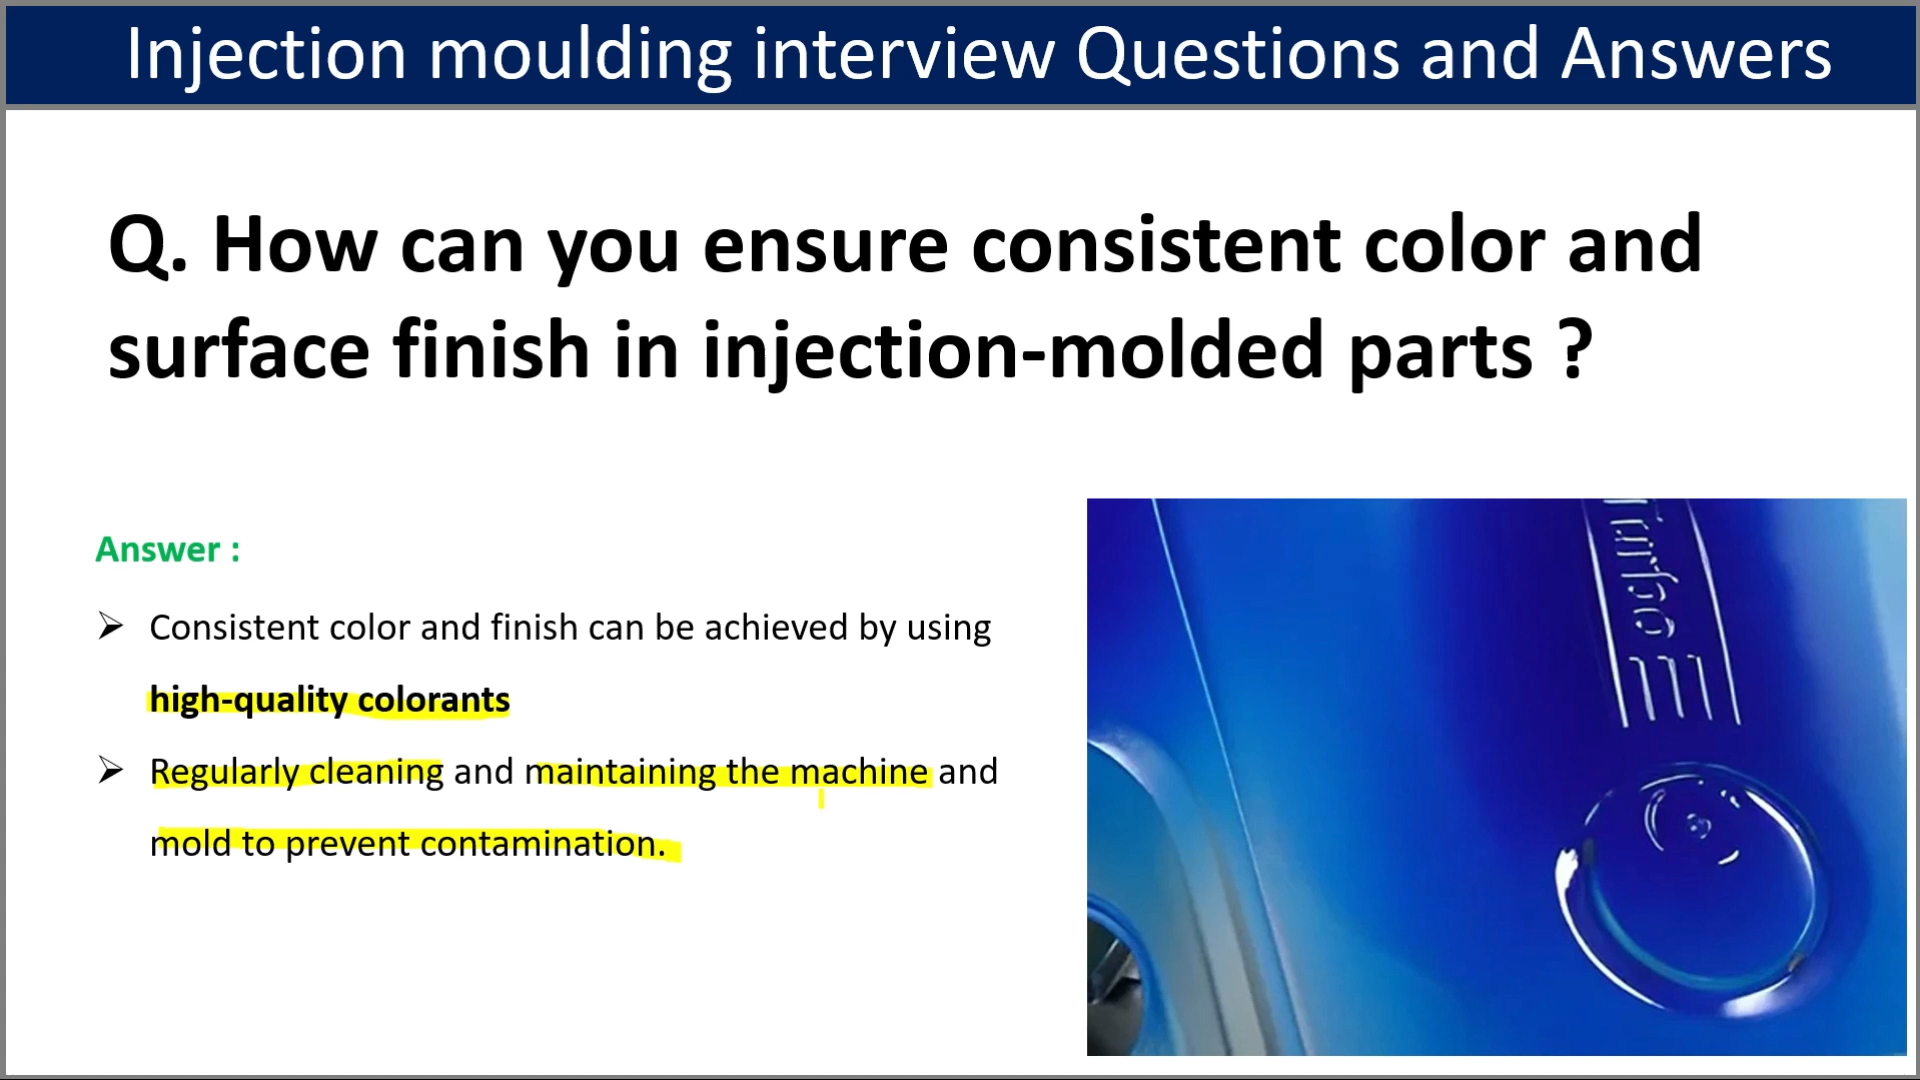 Injection moulding interview Questions and Answers
Q. How can you ensure consistent color and
surface finish in injection-molded parts ?
Answer :
➢ Consistent color and finish can be achieved by using
high-quality colorants
➢ Regularly cleaning and maintaining the machine and
mold to prevent contamination.